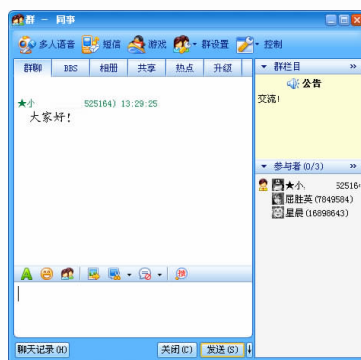 群 - 同事
多人语音 短信 游戏 群设置 控制
群聊 BBS 相册 共享 热点 升级
群栏目 »
公告
交流!
★小 525164) 13:29:25
大家好!
参与者(0/3) »
★小. 52516
屈胜英(7849584)
星晨(16898643)
聊天记录(H) 关闭(C) 发送(S)